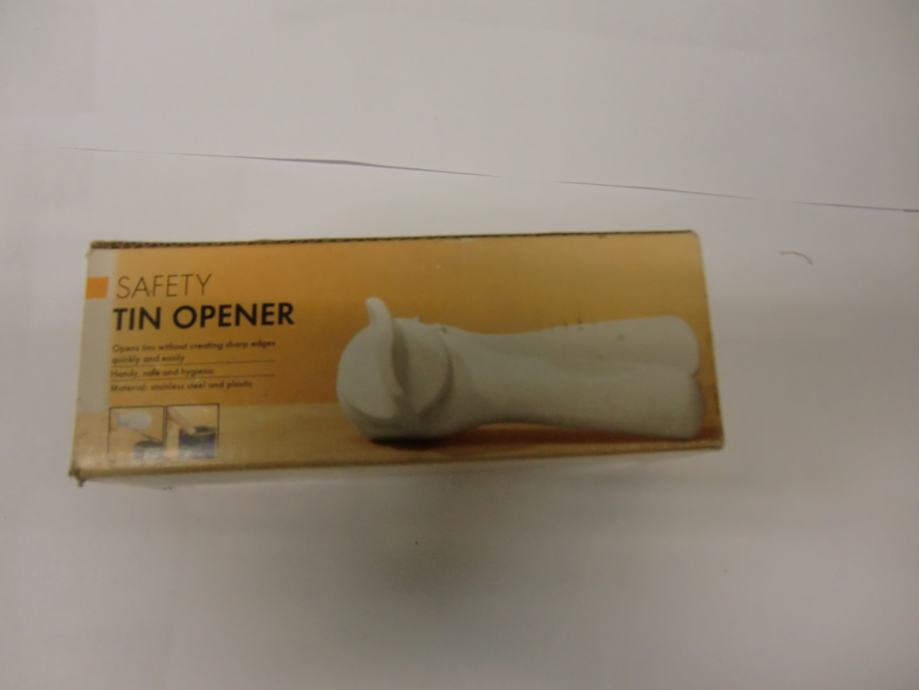 SAFETY
TIN OPENER
Opens tins without creating sharp edges
quickly and easily
Handy, safe and hygienic
Material: stainless steel and plastic